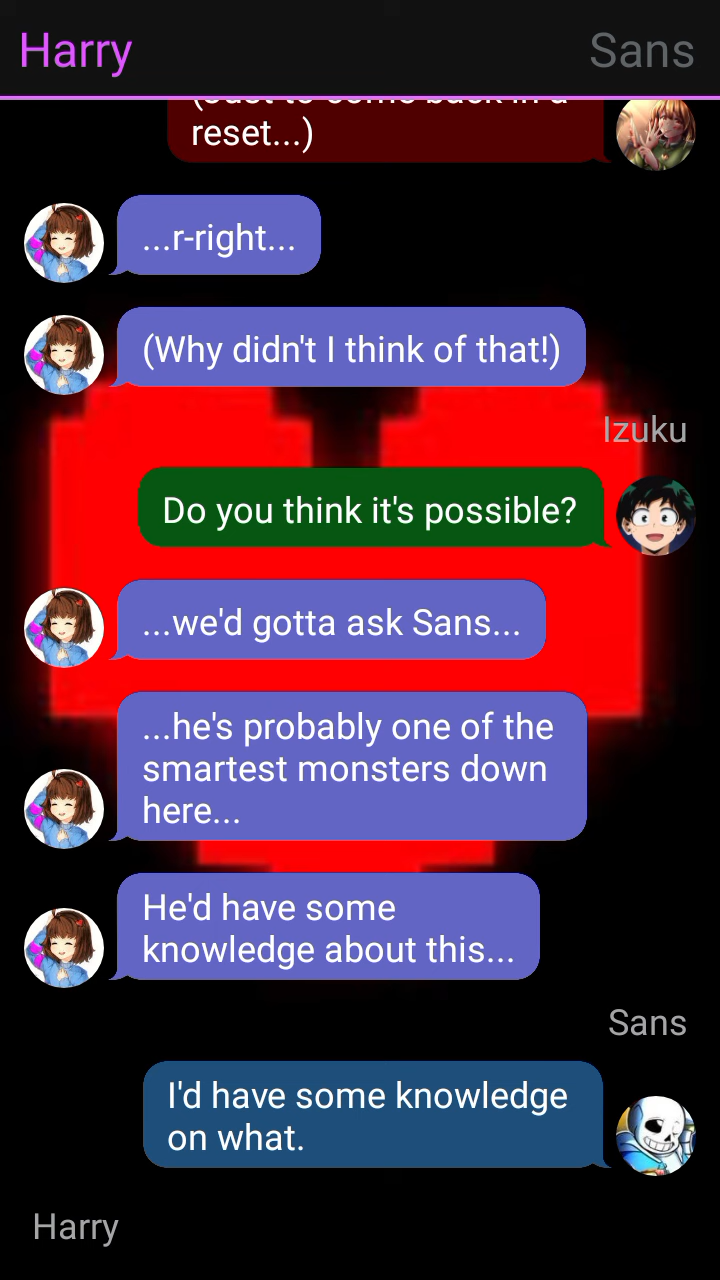 Harry
Sans
reset...)
...r-right...
(Why didn't I think of that!)
Izuku
Do you think it's possible?
...we'd gotta ask Sans...
...he's probably one of the
smartest monsters down
here...
He'd have some
knowledge about this...
Sans
I'd have some knowledge
on what.
Harry